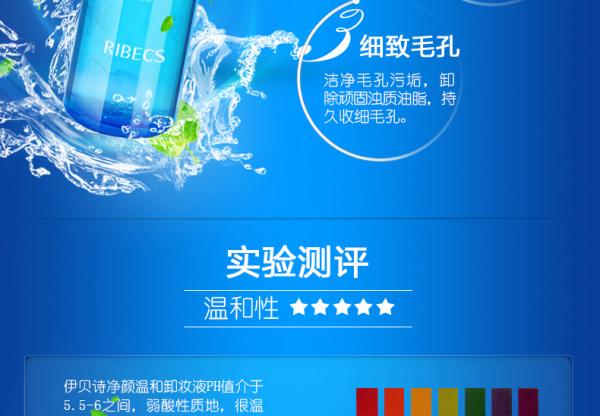 RIBECS
3 细致毛孔
洁净毛孔污垢，卸
除顽固浊质油脂，持
久收细毛孔。
实验测评
温和性 ★★★★★
伊贝诗净颜温和卸妆液PH值介于
5.5-6之间，弱酸性质地，很温